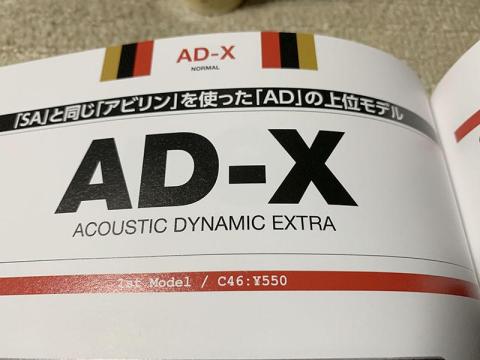 AD-X
NORMAL
「SA」と同じ「アビリン」を使った「AD」の上位モデル
AD-X
ACOUSTIC DYNAMIC EXTRA
1st Model / C46:¥550